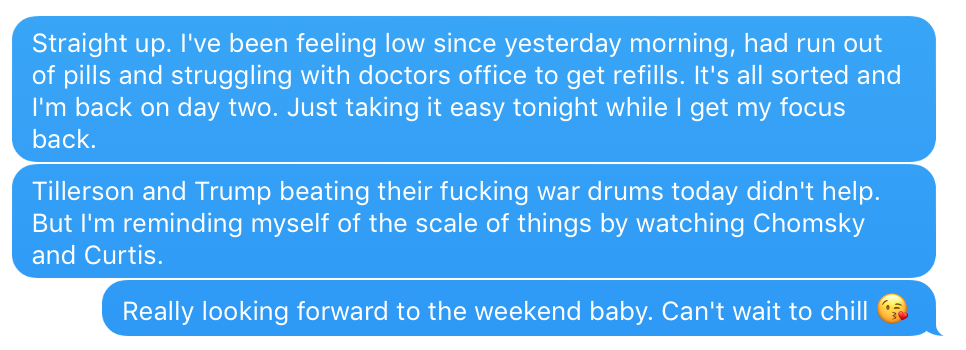 Straight up. I've been feeling low since yesterday morning, had run out
of pills and struggling with doctors office to get refills. It's all sorted and
I'm back on day two. Just taking it easy tonight while I get my focus
back.
Tillerson and Trump beating their fucking war drums today didn't help.
But I'm reminding myself of the scale of things by watching Chomsky
and Curtis.
Really looking forward to the weekend baby. Can't wait to chill 😘